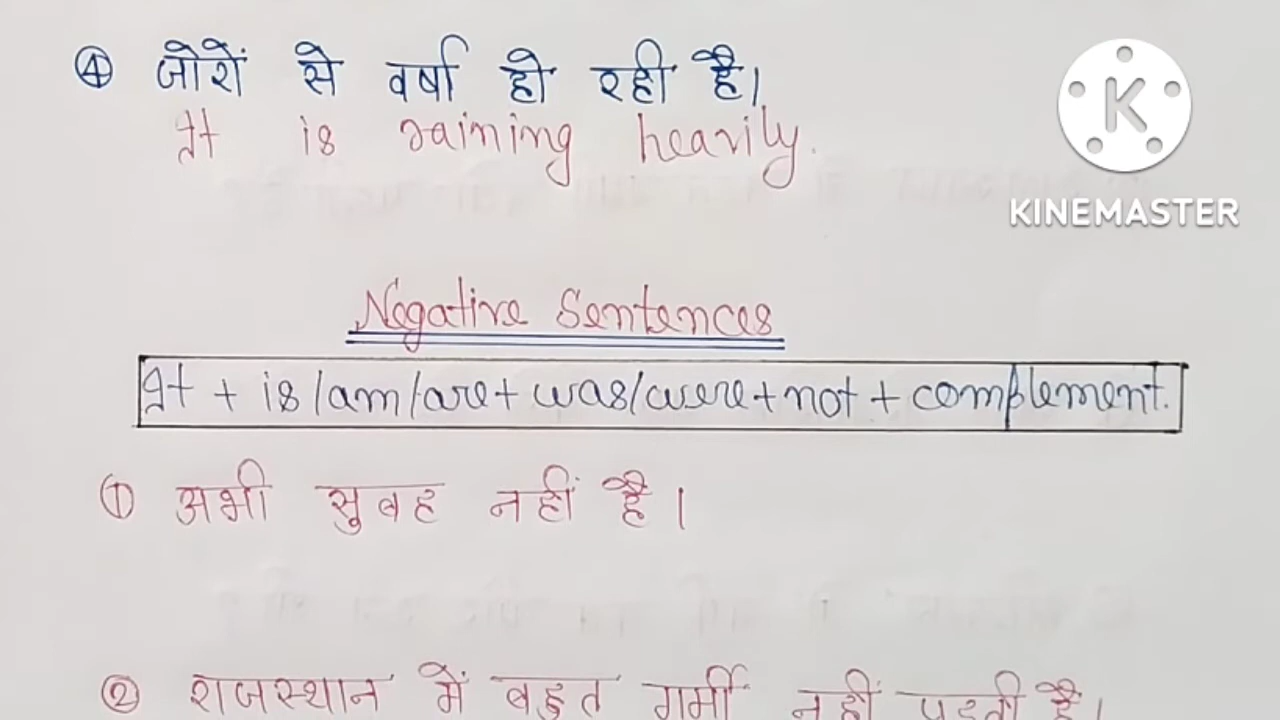 ④ जोरों से वर्षा हो रही है।
It is raining heavily.
KINEMASTER
Negative Sentences
It + is/am/are + was/were + not + complement.
① अभी सुबह नहीं है।
② राजस्थान में बहुत गर्मी नहीं पड़ती है।